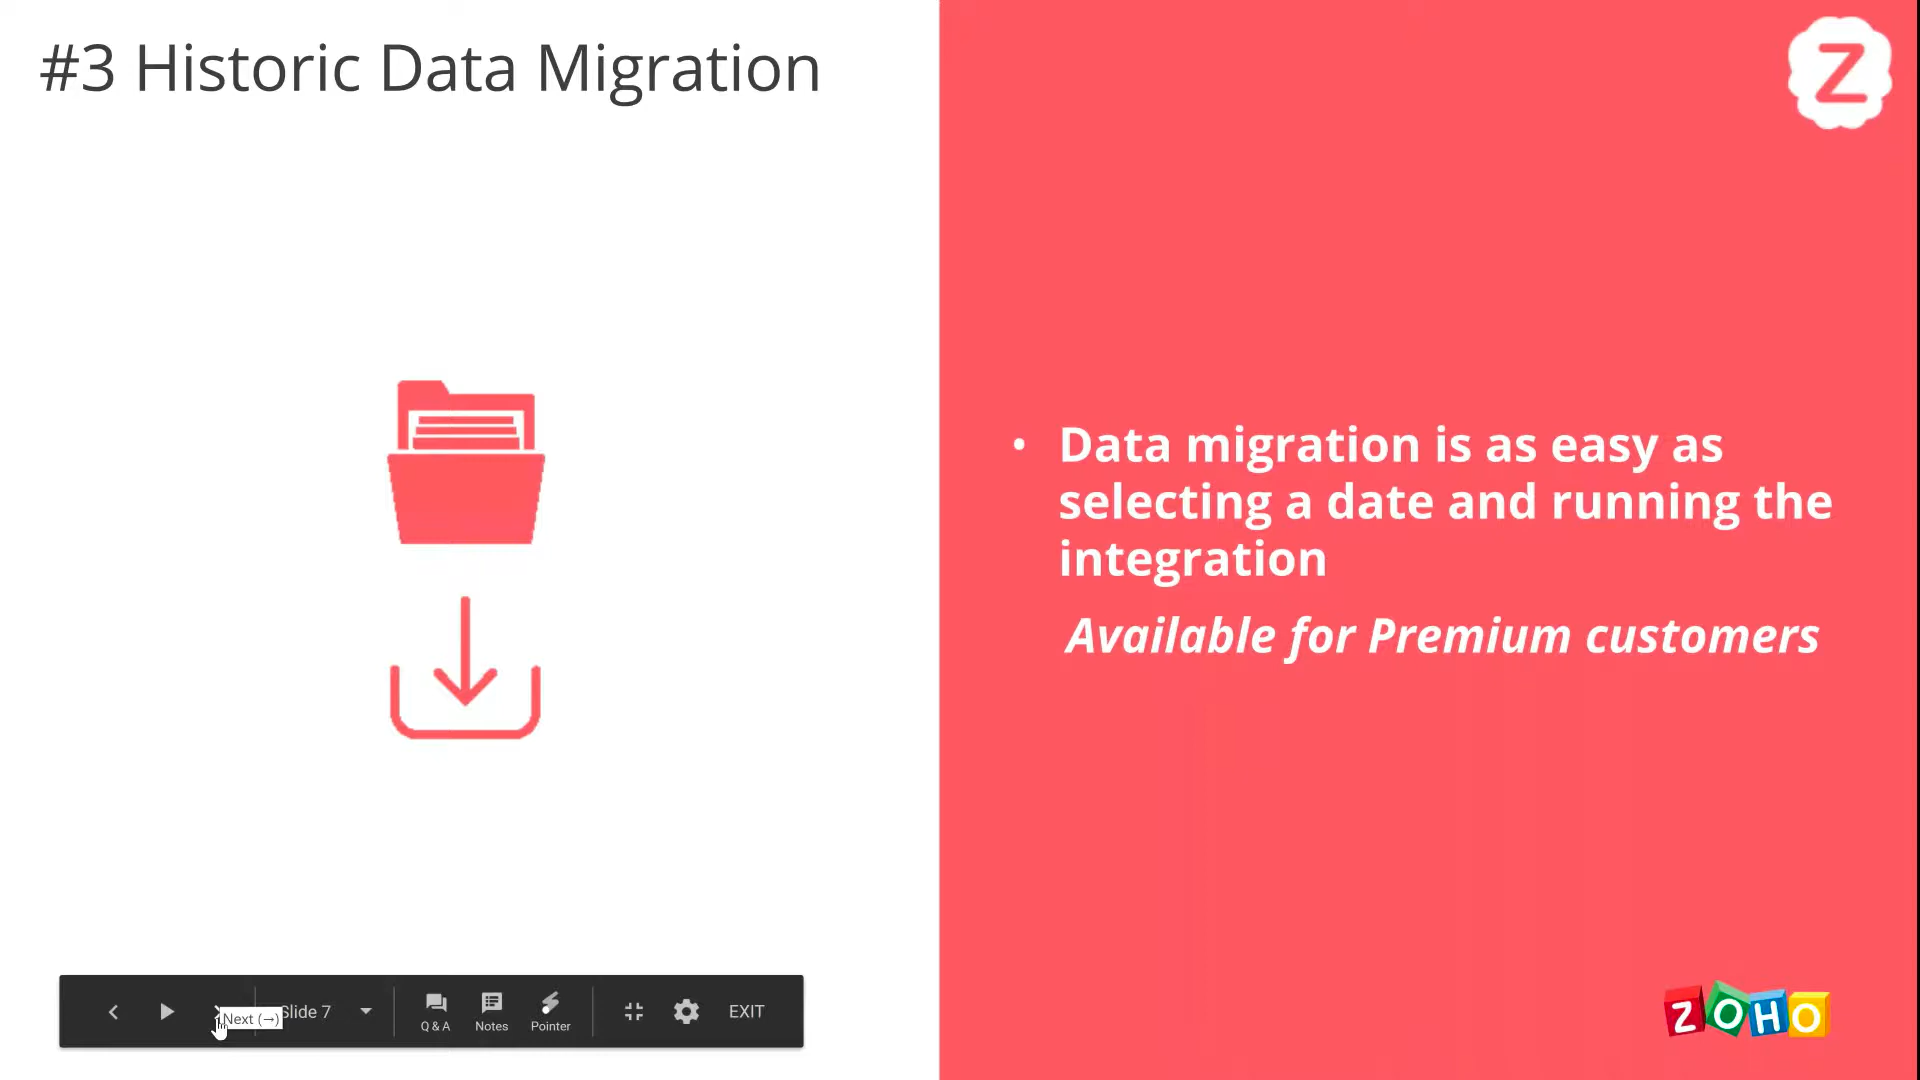 #3 Historic Data Migration
Z
• Data migration is as easy as
selecting a date and running the
integration
Available for Premium customers
ZOHO
Next (→)
Slide 7
Q & A
Notes
Pointer
EXIT